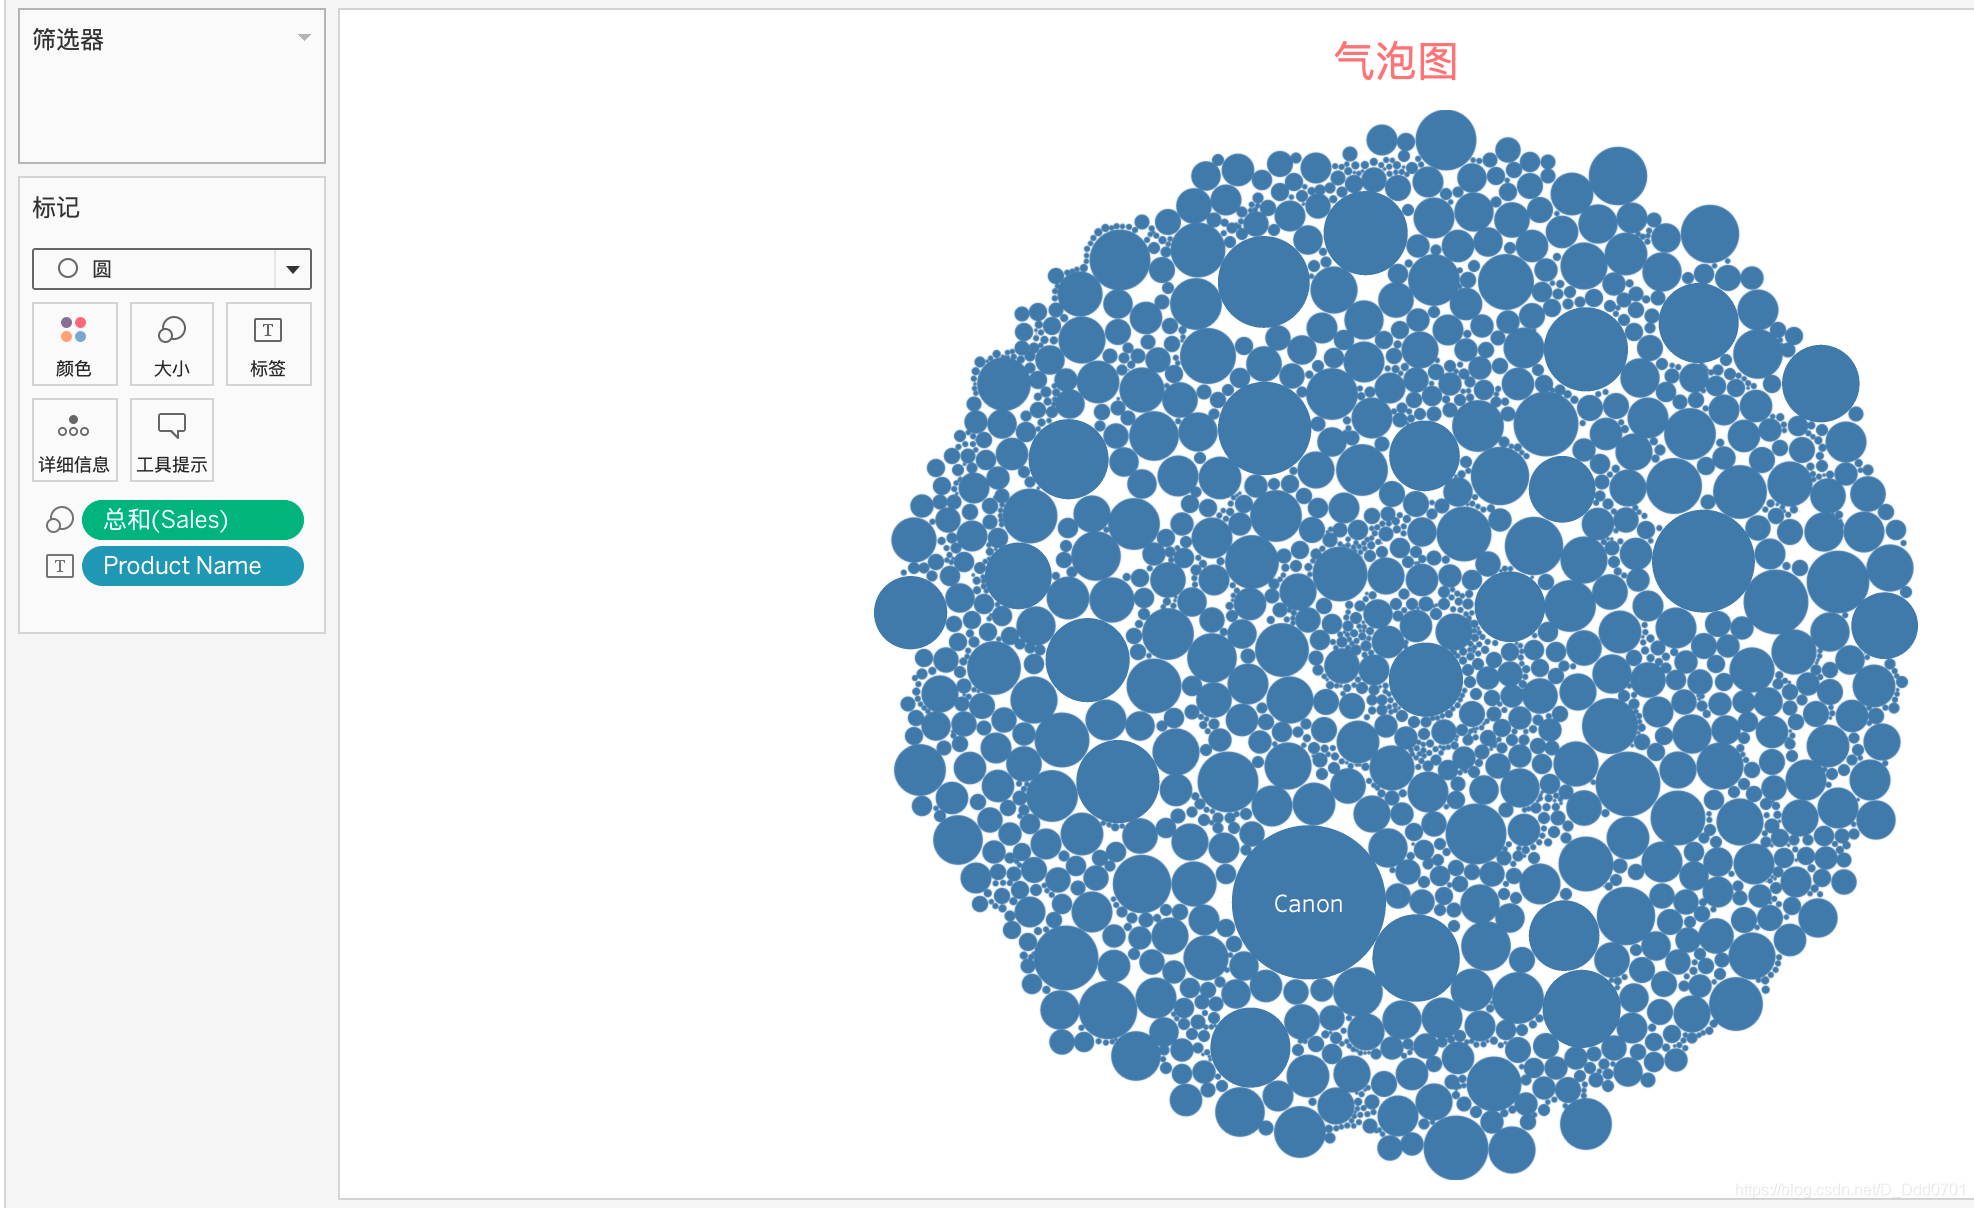 筛选器
气泡图
标记
圆
颜色
大小
标签
详细信息
工具提示
总和(Sales)
Product Name
Canon
https://blog.csdn.net/D_Ddd0701